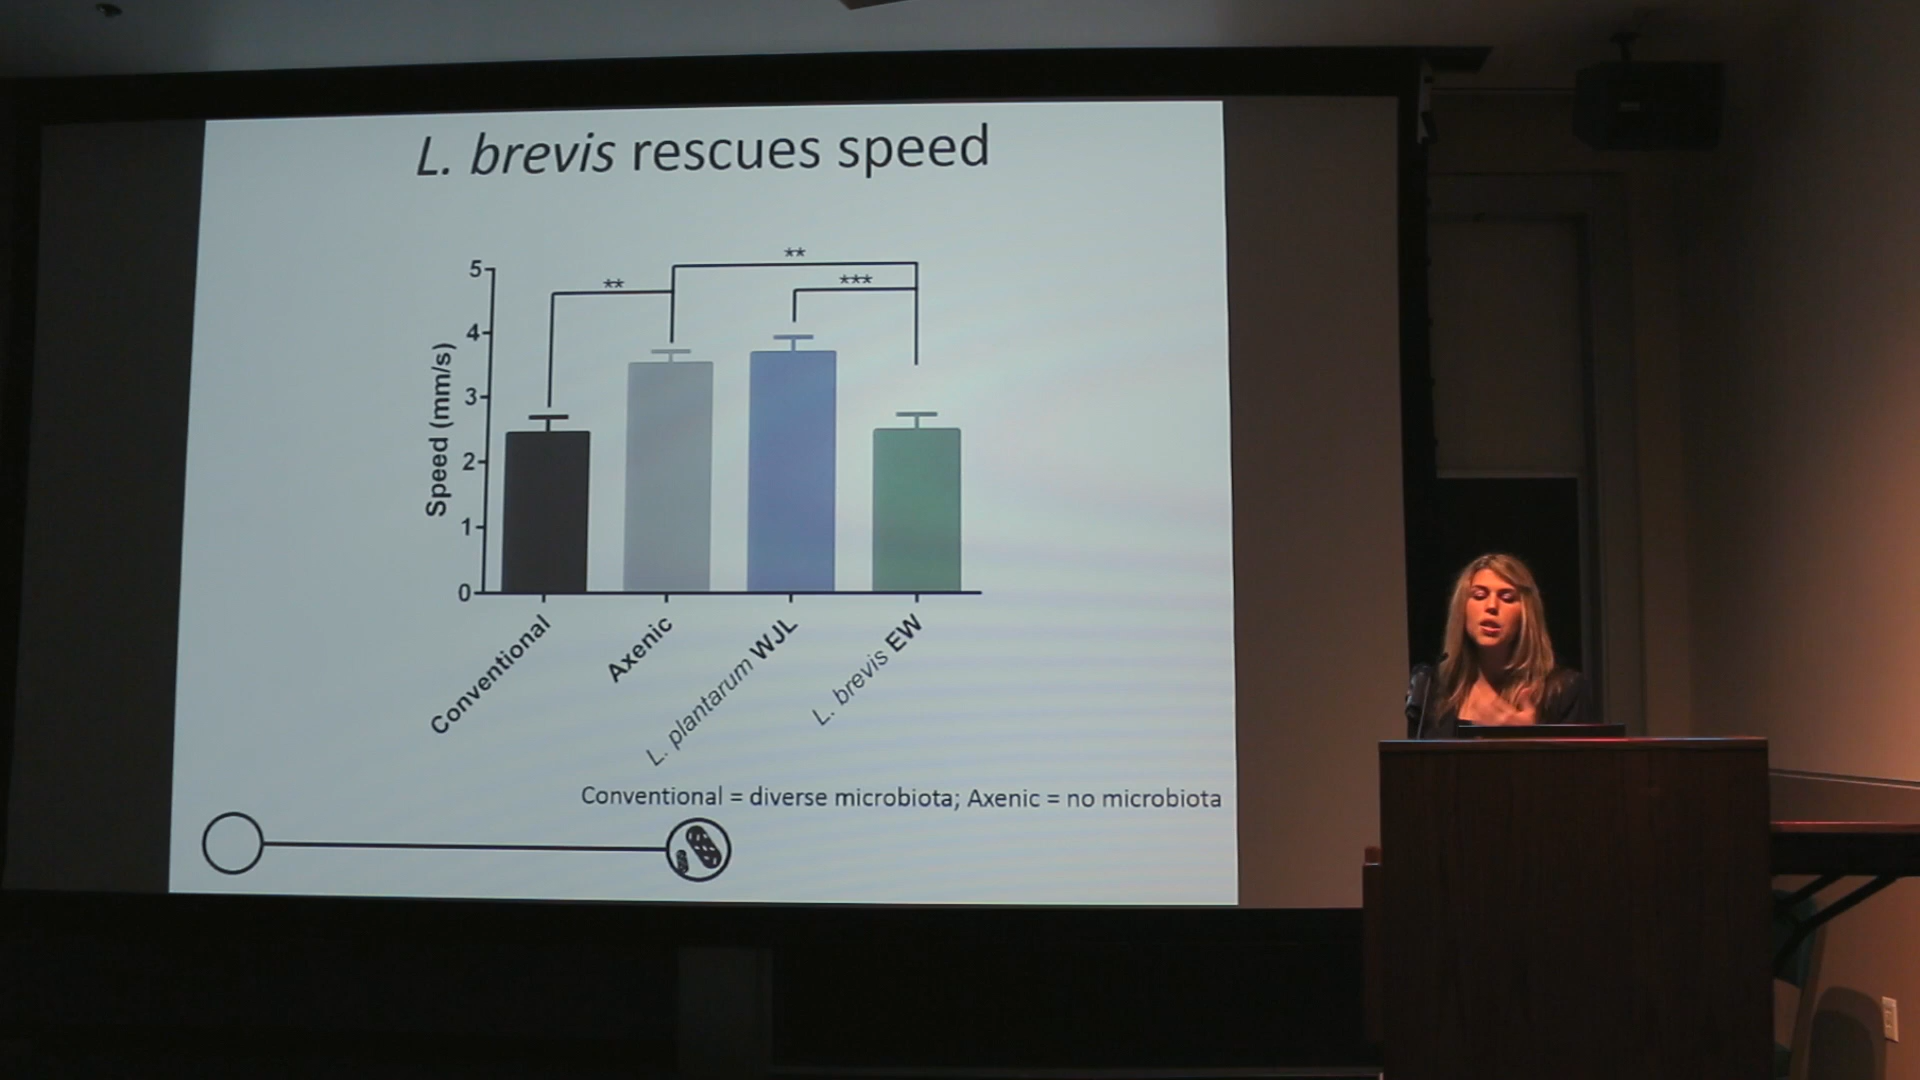 L. brevis rescues speed
**
***
**
5
4
3
2
1
0
Speed (mm/s)
Conventional
Axenic
L. plantarum WJL
L. brevis EW
Conventional = diverse microbiota; Axenic = no microbiota